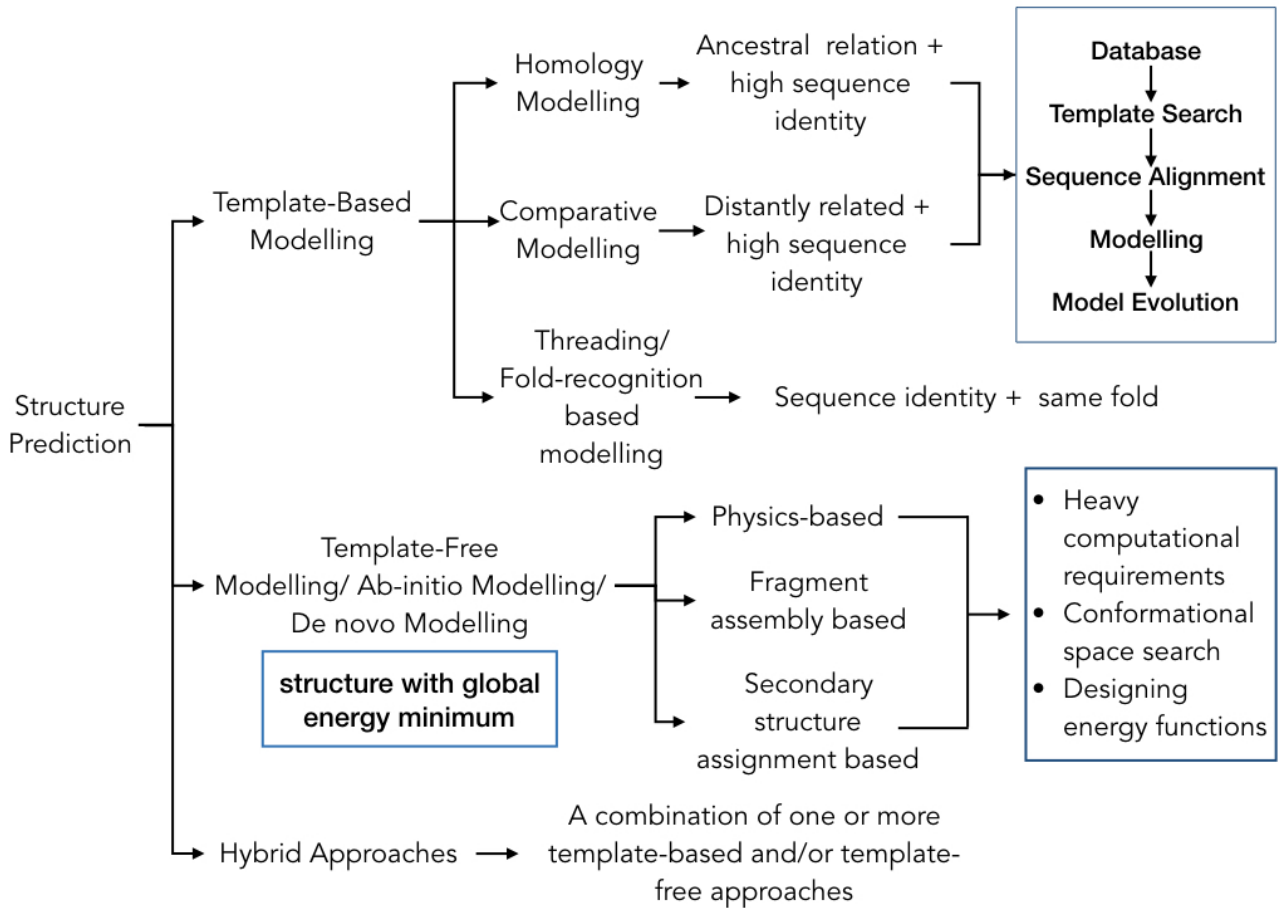 Structure
Prediction
Template-Based
Modelling
Homology
Modelling
Ancestral relation +
high sequence
identity
Comparative
Modelling
Distantly related +
high sequence
identity
Threading/
Fold-recognition
based
modelling
Sequence identity + same fold
Database
Template Search
Sequence Alignment
Modelling
Model Evolution
Template-Free
Modelling/ Ab-initio Modelling/
De novo Modelling
structure with global
energy minimum
Physics-based
Fragment
assembly based
Secondary
structure
assignment based
• Heavy
computational
requirements
• Conformational
space search
• Designing
energy functions
Hybrid Approaches
A combination of one or more
template-based and/or template-
free approaches